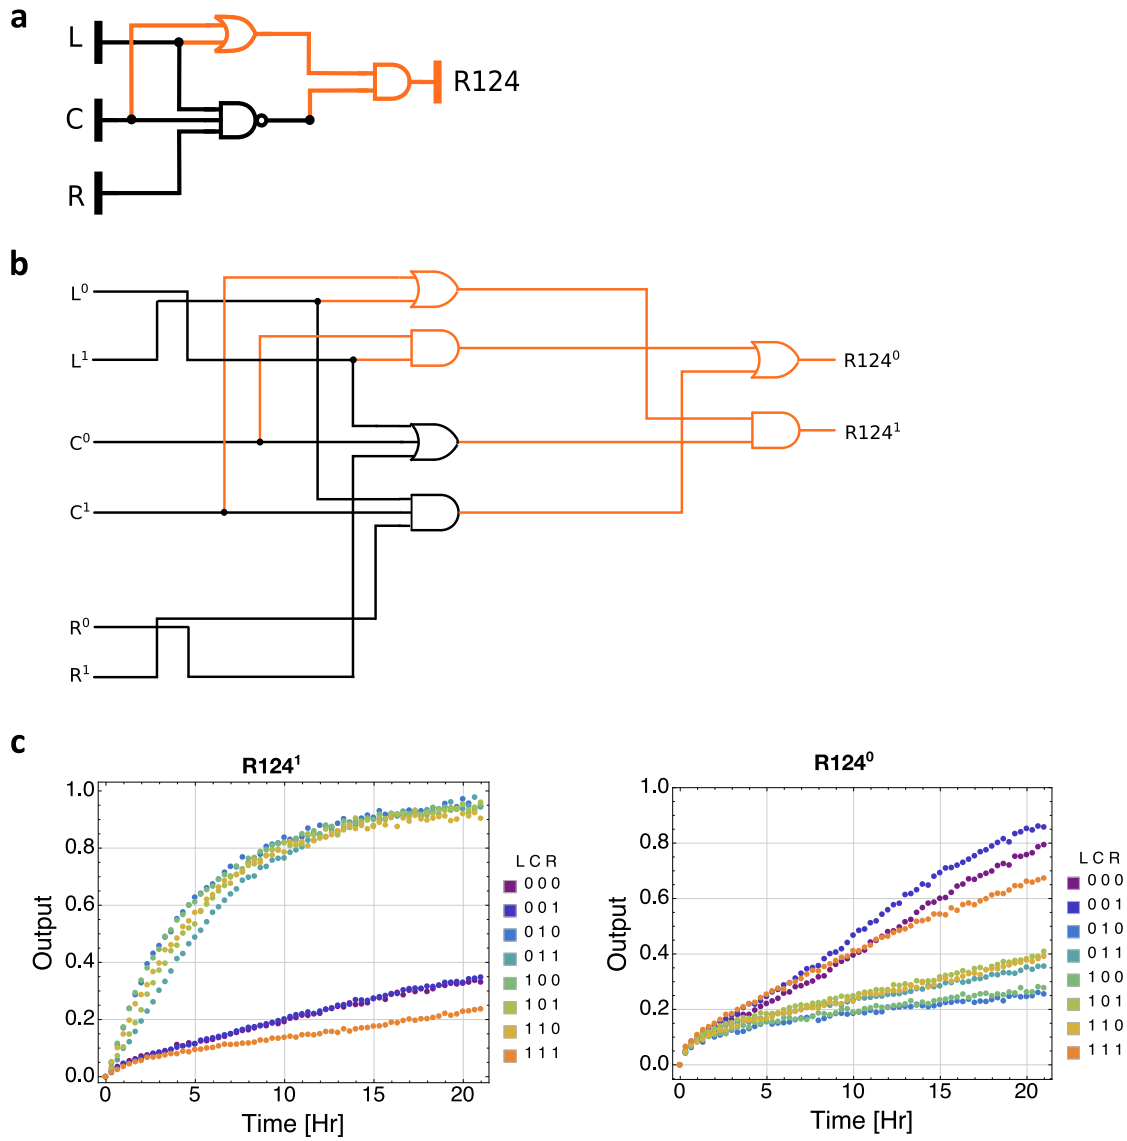 a
L
C
R
R124
b
L⁰
L¹
C⁰
C¹
R⁰
R¹
R124⁰
R124¹
c
R124¹
Output
1.0
0.8
0.6
0.4
0.2
0.0
0 5 10 15 20
Time [Hr]
L C R
0 0 0
0 0 1
0 1 0
0 1 1
1 0 0
1 0 1
1 1 0
1 1 1
R124⁰
Output
1.0
0.8
0.6
0.4
0.2
0.0
0 5 10 15 20
Time [Hr]
L C R
0 0 0
0 0 1
0 1 0
0 1 1
1 0 0
1 0 1
1 1 0
1 1 1